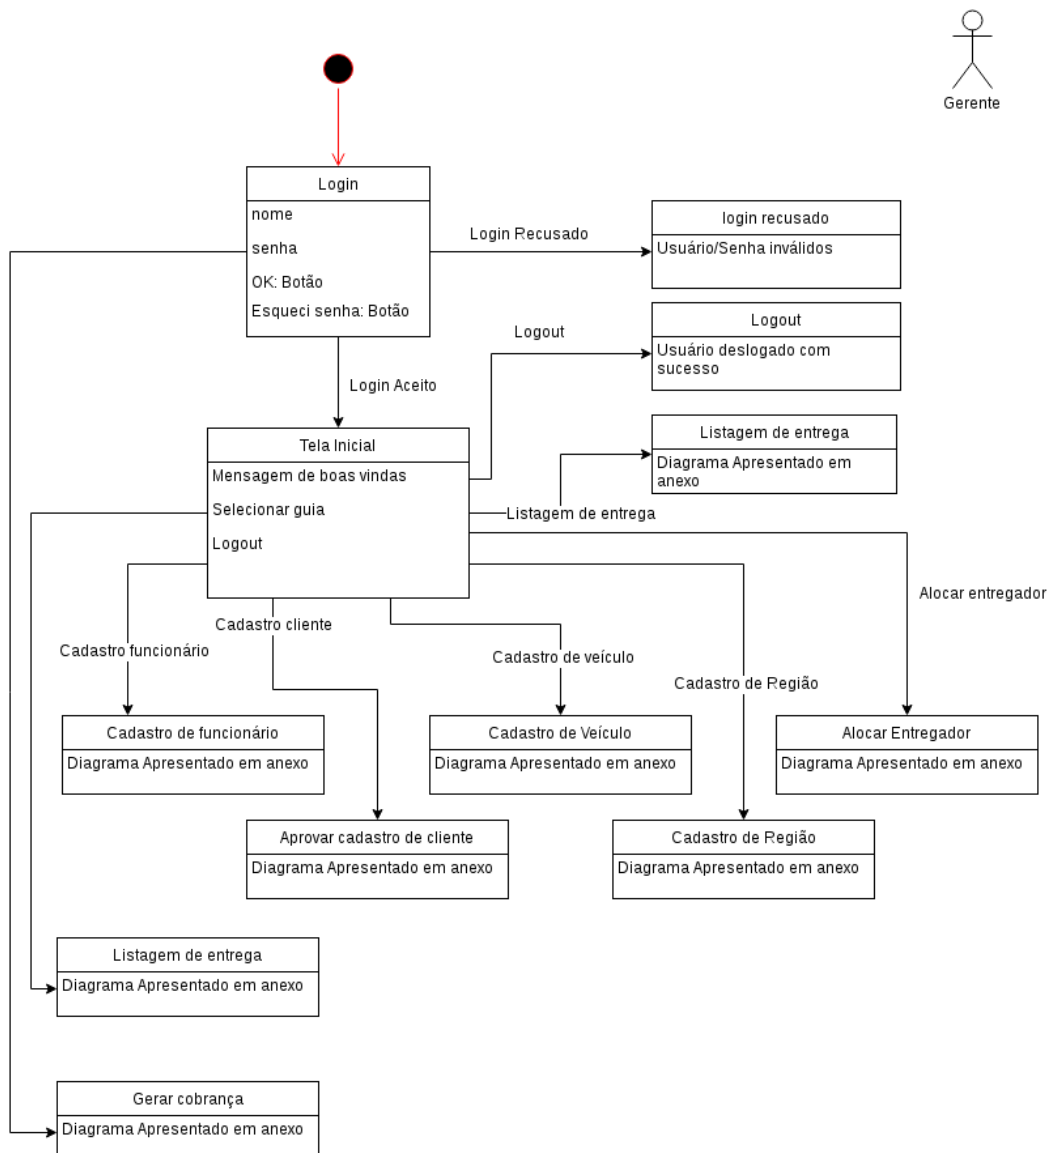 Gerente
Login
nome
senha
OK: Botão
Esqueci senha: Botão
Login Recusado
login recusado
Usuário/Senha inválidos
Logout
Logout
Usuário deslogado com
sucesso
Login Aceito
Tela Inicial
Mensagem de boas vindas
Selecionar guia
Logout
Listagem de entrega
Listagem de entrega
Diagrama Apresentado em
anexo
Alocar entregador
Cadastro cliente
Cadastro funcionário
Cadastro de veículo
Cadastro de Região
Cadastro de funcionário
Diagrama Apresentado em anexo
Cadastro de Veículo
Diagrama Apresentado em anexo
Alocar Entregador
Diagrama Apresentado em anexo
Aprovar cadastro de cliente
Diagrama Apresentado em anexo
Cadastro de Região
Diagrama Apresentado em anexo
Listagem de entrega
Diagrama Apresentado em anexo
Gerar cobrança
Diagrama Apresentado em anexo